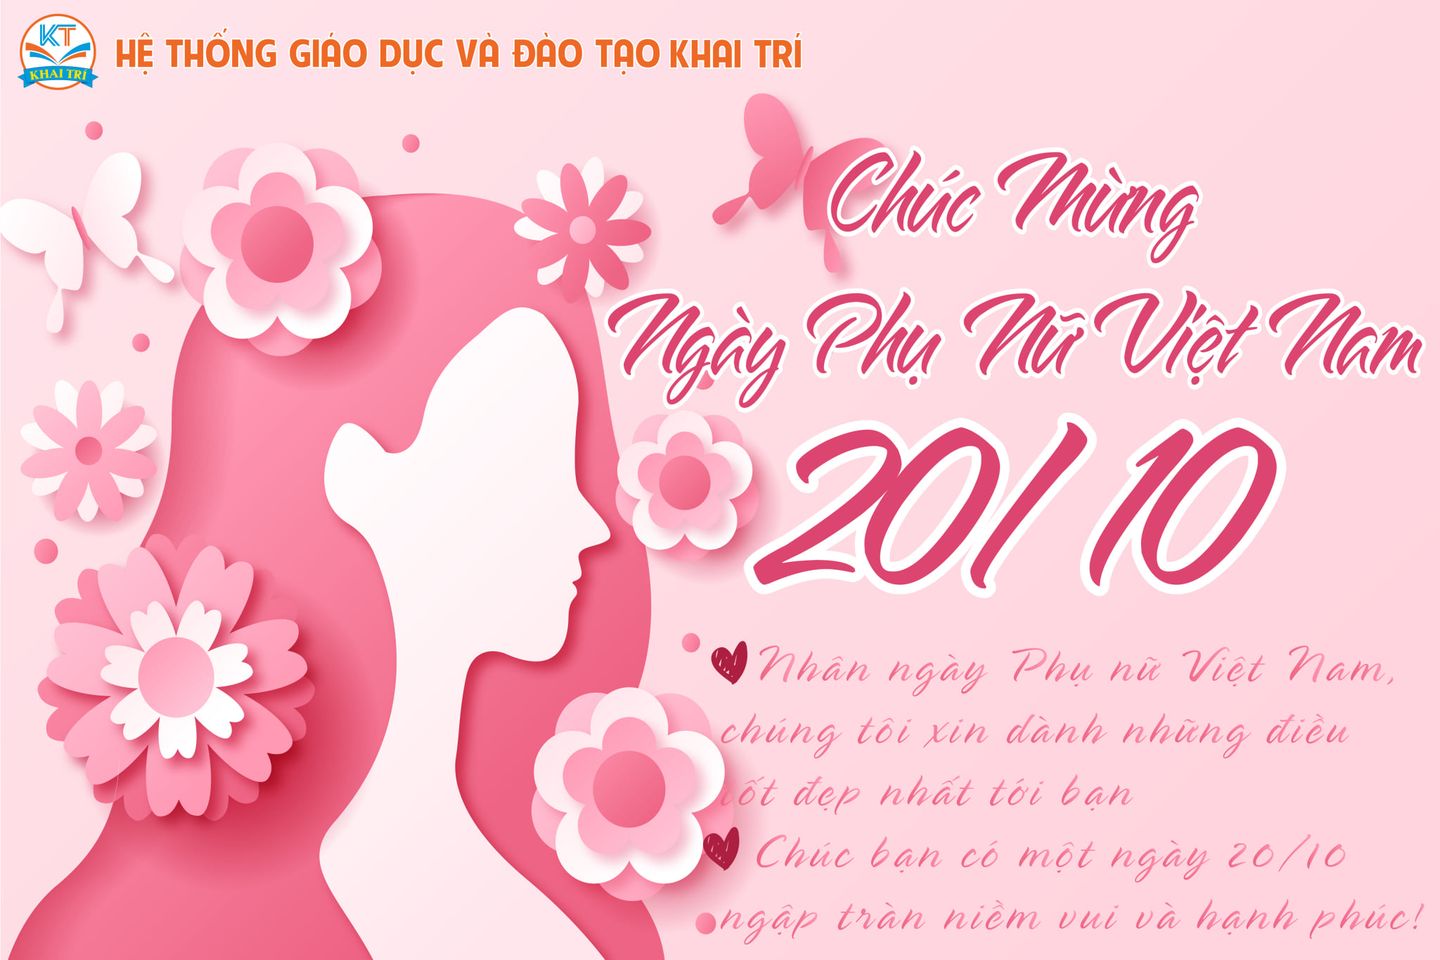 KT
KHAI TRÍ
HỆ THỐNG GIÁO DỤC VÀ ĐÀO TẠO KHAI TRÍ
Chúc Mừng
Ngày Phụ Nữ Việt Nam
20/10
Nhân ngày Phụ nữ Việt Nam,
chúng tôi xin dành những điều
tốt đẹp nhất tới bạn
Chúc bạn có một ngày 20/10
ngập tràn niềm vui và hạnh phúc!